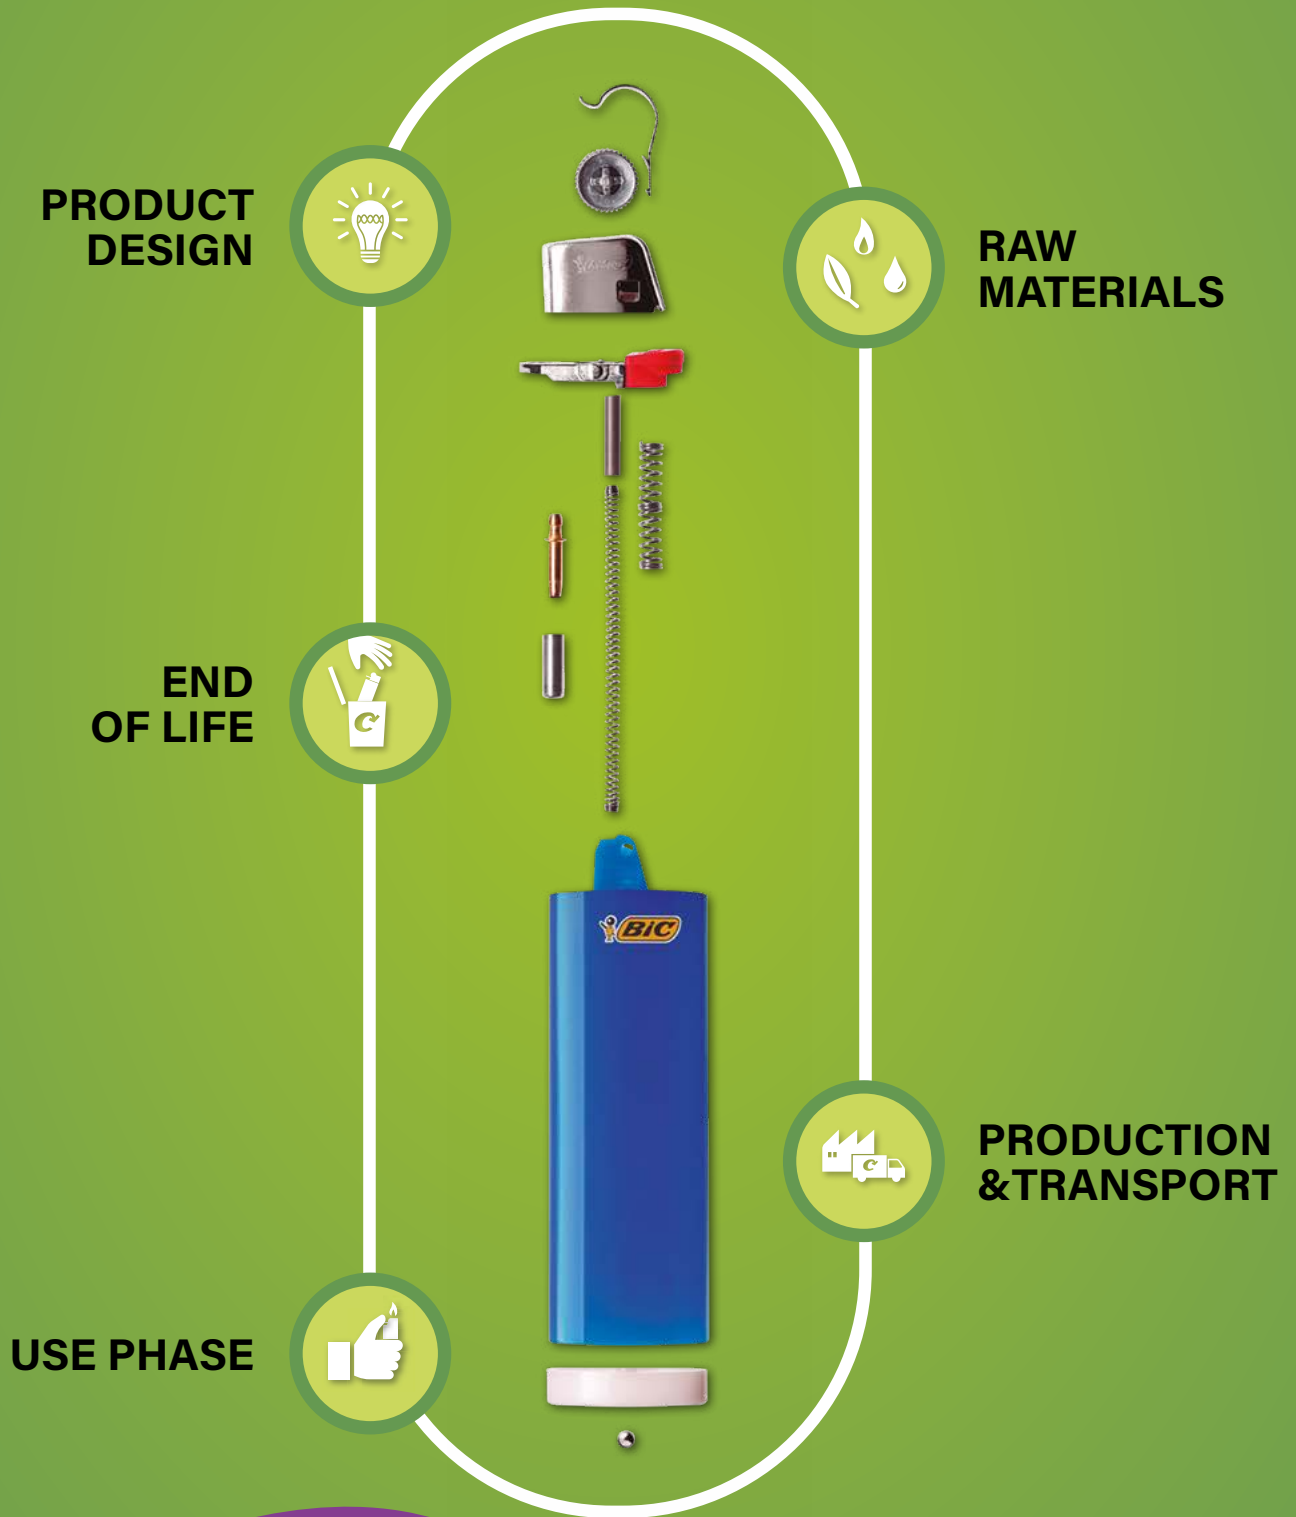 PRODUCT
DESIGN
RAW
MATERIALS
END
OF LIFE
BiC
PRODUCTION
&TRANSPORT
USE PHASE